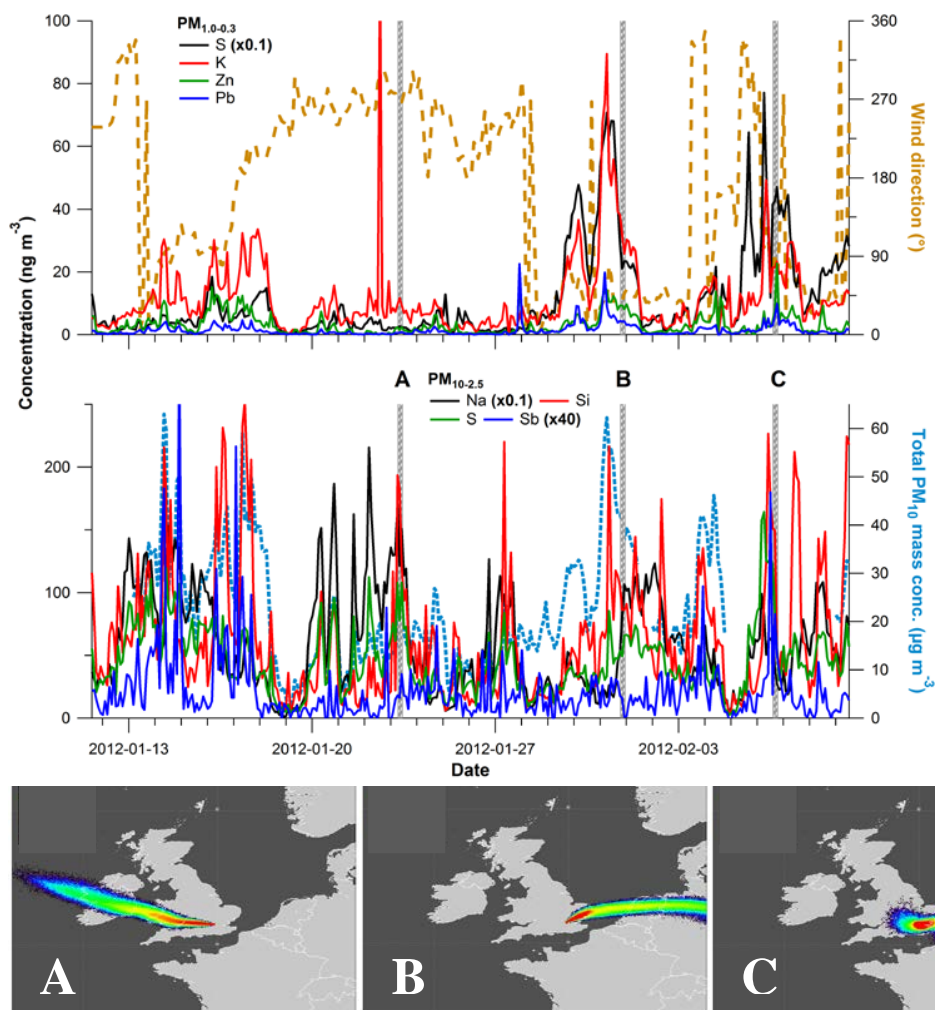 PM1.0-0.3
S (x0.1)
K
Zn
Pb
100
80
60
40
20
0
360
270
180
90
0
Wind direction (°)
Concentration (ng m-3)
A
B
C
PM10-2.5
Na (x0.1) Si
S Sb (x40)
200
100
0
60
50
40
30
20
10
0
Total PM10 mass conc. (µg m-3)
2012-01-13 2012-01-20 2012-01-27 2012-02-03
Date
A B C